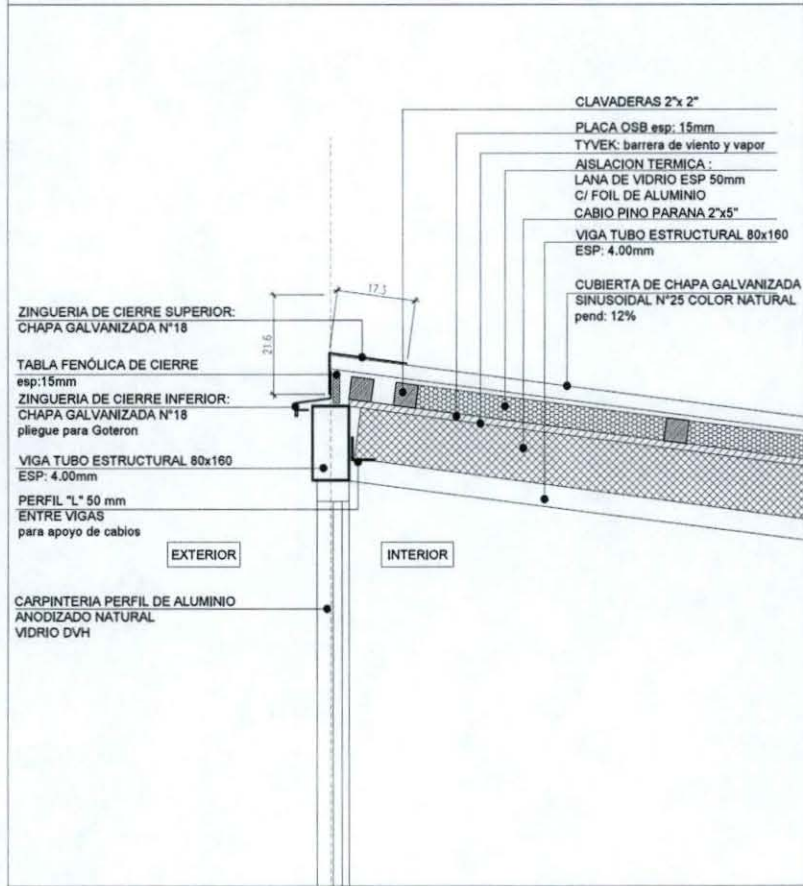 CLAVADERAS 2"x 2"
PLACA OSB esp: 15mm
TYVEK: barrera de viento y vapor
AISLACION TERMICA :
LANA DE VIDRIO ESP 50mm
C/ FOIL DE ALUMINIO
CABIO PINO PARANA 2"x5"
VIGA TUBO ESTRUCTURAL 80x160
ESP: 4.00mm
CUBIERTA DE CHAPA GALVANIZADA
SINUSOIDAL N°25 COLOR NATURAL
pend: 12%
17.3
21.6
ZINGUERIA DE CIERRE SUPERIOR:
CHAPA GALVANIZADA N°18
TABLA FENÓLICA DE CIERRE
esp:15mm
ZINGUERIA DE CIERRE INFERIOR:
CHAPA GALVANIZADA N°18
pliegue para Goteron
VIGA TUBO ESTRUCTURAL 80x160
ESP: 4.00mm
PERFIL "L" 50 mm
ENTRE VIGAS
para apoyo de cabios
EXTERIOR
INTERIOR
CARPINTERIA PERFIL DE ALUMINIO
ANODIZADO NATURAL
VIDRIO DVH